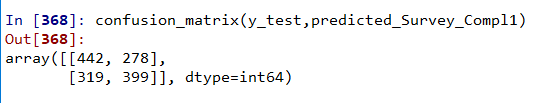 In [368]: confusion_matrix(y_test,predicted_Survey_Compl1)
Out[368]:
array([[442, 278],
       [319, 399]], dtype=int64)